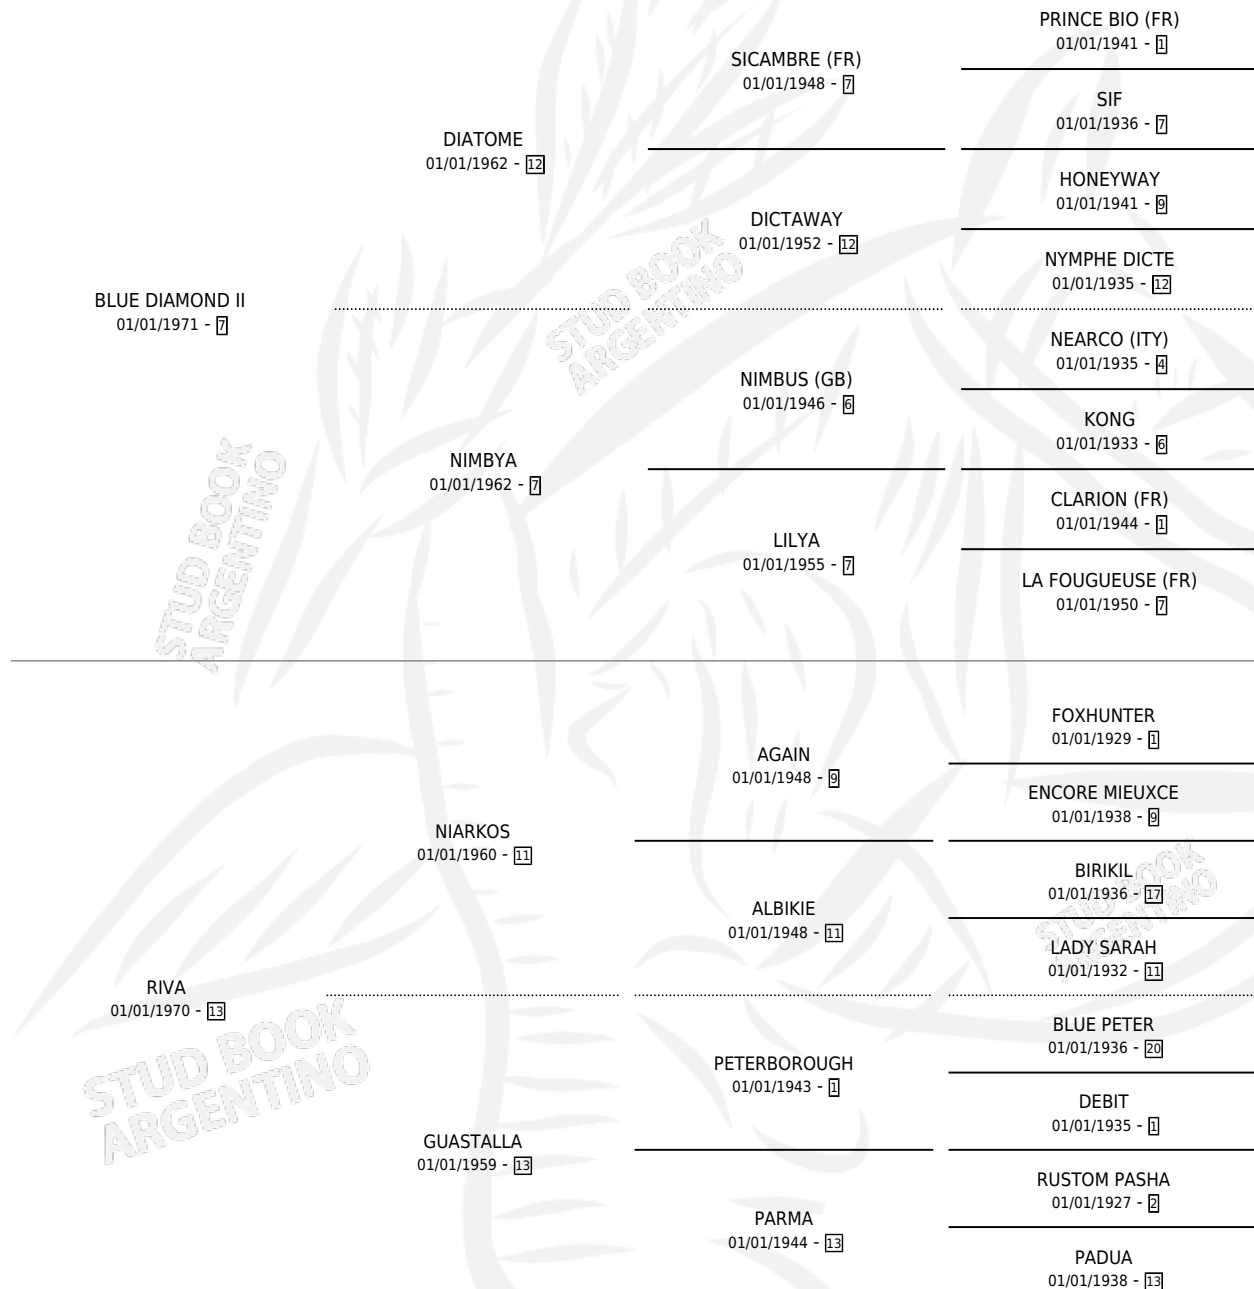 PRINCE BIO (FR)
01/01/1941 - 1
SICAMBRE (FR)
01/01/1948 - 7
SIF
01/01/1936 - 7
DIATOME
01/01/1962 - 12
HONEYWAY
01/01/1941 - 9
DICTAWAY
01/01/1952 - 12
NYMPHE DICTE
01/01/1935 - 12
BLUE DIAMOND II
01/01/1971 - 7
STUD BOOK
ARGENTINO
NEARCO (ITY)
01/01/1935 - 4
NIMBUS (GB)
01/01/1946 - 6
KONG
01/01/1933 - 6
NIMBYA
01/01/1962 - 7
CLARION (FR)
01/01/1944 - 1
LILYA
01/01/1955 - 7
LA FOUGUEUSE (FR)
01/01/1950 - 7
STUD BOOK
ARGENTINO
FOXHUNTER
01/01/1929 - 1
AGAIN
01/01/1948 - 9
ENCORE MIEUXCE
01/01/1938 - 9
NIARKOS
01/01/1960 - 11
BIRIKIL
01/01/1936 - 17
ALBIKIE
01/01/1948 - 11
LADY SARAH
01/01/1932 - 11
STUD BOOK
ARGENTINO
RIVA
01/01/1970 - 13
BLUE PETER
01/01/1936 - 20
PETERBOROUGH
01/01/1943 - 1
DEBIT
01/01/1935 - 1
GUASTALLA
01/01/1959 - 13
RUSTOM PASHA
01/01/1927 - 2
PARMA
01/01/1944 - 13
PADUA
01/01/1938 - 13
STUD BOOK
ARGENTINO